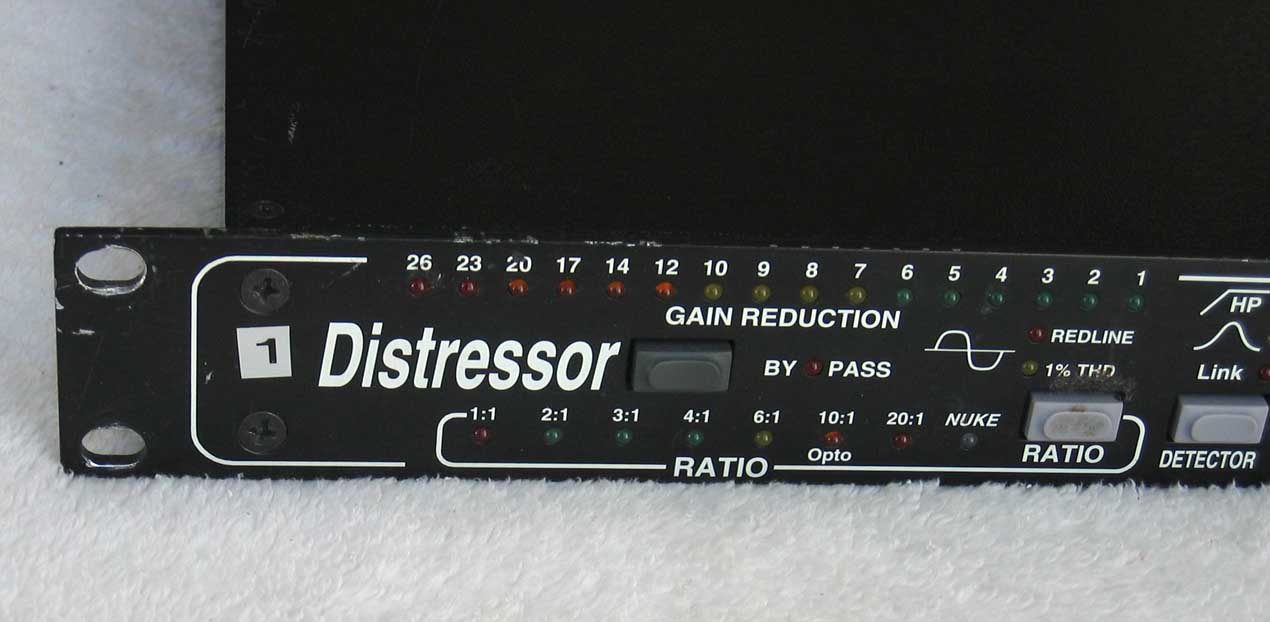 26 23 20 17 14 12 10 9 8 7 6 5 4 3 2 1
GAIN REDUCTION
HP
REDLINE
1
Distressor
BY PASS
1% THD
Link
1:1 2:1 3:1 4:1 6:1 10:1 20:1 NUKE
Opto
RATIO
DETECTOR
RATIO